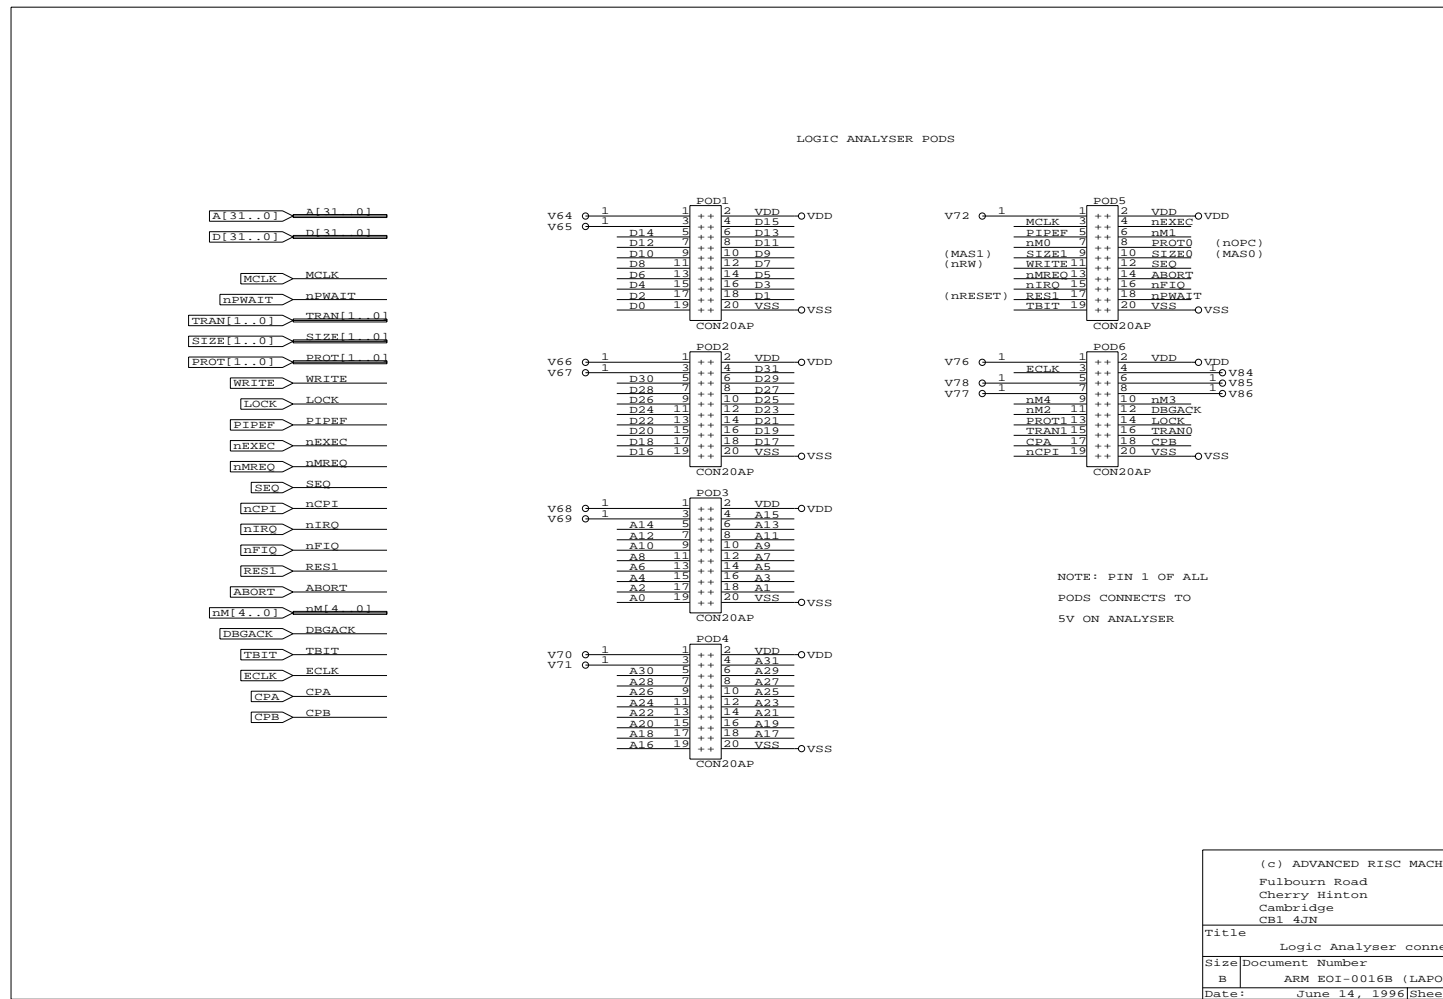 LOGIC ANALYSER PODS
A[31..0] A[31..0]
D[31..0] D[31..0]
MCLK MCLK
nPWAIT nPWAIT
TRAN[1..0] TRAN[1..0]
SIZE[1..0] SIZE[1..0]
PROT[1..0] PROT[1..0]
WRITE WRITE
LOCK LOCK
PIPEF PIPEF
nEXEC nEXEC
nMREQ nMREQ
SEQ SEQ
nCPI nCPI
nIRQ nIRQ
nFIQ nFIQ
RES1 RES1
ABORT ABORT
nM[4..0] nM[4..0]
DBGACK DBGACK
TBIT TBIT
ECLK ECLK
CPA CPA
CPB CPB
POD1
V64 1 1 ++ 2 VDD VDD
V65 1 3 ++ 4 D15
D14 5 ++ 6 D13
D12 7 ++ 8 D11
D10 9 ++ 10 D9
D8 11 ++ 12 D7
D6 13 ++ 14 D5
D4 15 ++ 16 D3
D2 17 ++ 18 D1
D0 19 ++ 20 VSS VSS
CON20AP
POD2
V66 1 1 ++ 2 VDD VDD
V67 1 3 ++ 4 D31
D30 5 ++ 6 D29
D28 7 ++ 8 D27
D26 9 ++ 10 D25
D24 11 ++ 12 D23
D22 13 ++ 14 D21
D20 15 ++ 16 D19
D18 17 ++ 18 D17
D16 19 ++ 20 VSS VSS
CON20AP
POD3
V68 1 1 ++ 2 VDD VDD
V69 1 3 ++ 4 A15
A14 5 ++ 6 A13
A12 7 ++ 8 A11
A10 9 ++ 10 A9
A8 11 ++ 12 A7
A6 13 ++ 14 A5
A4 15 ++ 16 A3
A2 17 ++ 18 A1
A0 19 ++ 20 VSS VSS
CON20AP
POD4
V70 1 1 ++ 2 VDD VDD
V71 1 3 ++ 4 A31
A30 5 ++ 6 A29
A28 7 ++ 8 A27
A26 9 ++ 10 A25
A24 11 ++ 12 A23
A22 13 ++ 14 A21
A20 15 ++ 16 A19
A18 17 ++ 18 A17
A16 19 ++ 20 VSS VSS
CON20AP
POD5
V72 1 1 ++ 2 VDD VDD
MCLK 3 ++ 4 nEXEC
PIPEF 5 ++ 6 nM1
nM0 7 ++ 8 PROT0 (nOPC)
(MAS1) SIZE1 9 ++ 10 SIZE0 (MAS0)
(nRW) WRITE 11 ++ 12 SEQ
nMREQ 13 ++ 14 ABORT
nIRQ 15 ++ 16 nFIQ
(nRESET) RES1 17 ++ 18 nPWAIT
TBIT 19 ++ 20 VSS VSS
CON20AP
POD6
V76 1 1 ++ 2 VDD VDD
ECLK 3 ++ 4 1 V84
V78 1 5 ++ 6 1 V85
V77 1 7 ++ 8 1 V86
nM4 9 ++ 10 nM3
nM2 11 ++ 12 DBGACK
PROT1 13 ++ 14 LOCK
TRAN1 15 ++ 16 TRAN0
CPA 17 ++ 18 CPB
nCPI 19 ++ 20 VSS VSS
CON20AP
NOTE: PIN 1 OF ALL
PODS CONNECTS TO
5V ON ANALYSER
(c) ADVANCED RISC MACH
Fulbourn Road
Cherry Hinton
Cambridge
CB1 4JN
Title
Logic Analyser conne
Size Document Number
B ARM EOI-0016B (LAPO
Date: June 14, 1996 Shee